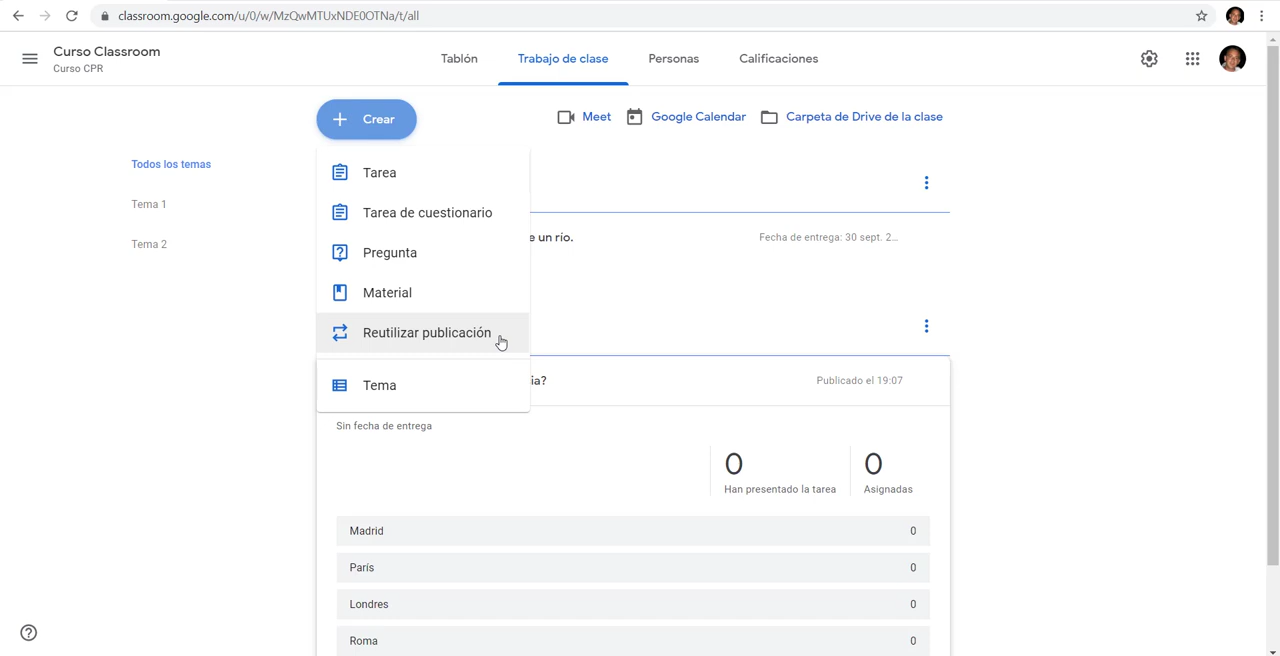 classroom.google.com/u/0/w/MzQwMTUxNDE0OTNa/t/all
Curso Classroom
Curso CPR
Tablón
Trabajo de clase
Personas
Calificaciones
Crear
Meet
Google Calendar
Carpeta de Drive de la clase
Todos los temas
Tema 1
Tema 2
Tarea
Tarea de cuestionario
Pregunta
Material
Reutilizar publicación
Tema
e un río.
Fecha de entrega: 30 sept. 2...
ia?
Publicado el 19:07
Sin fecha de entrega
0
Han presentado la tarea
0
Asignadas
Madrid 0
París 0
Londres 0
Roma 0